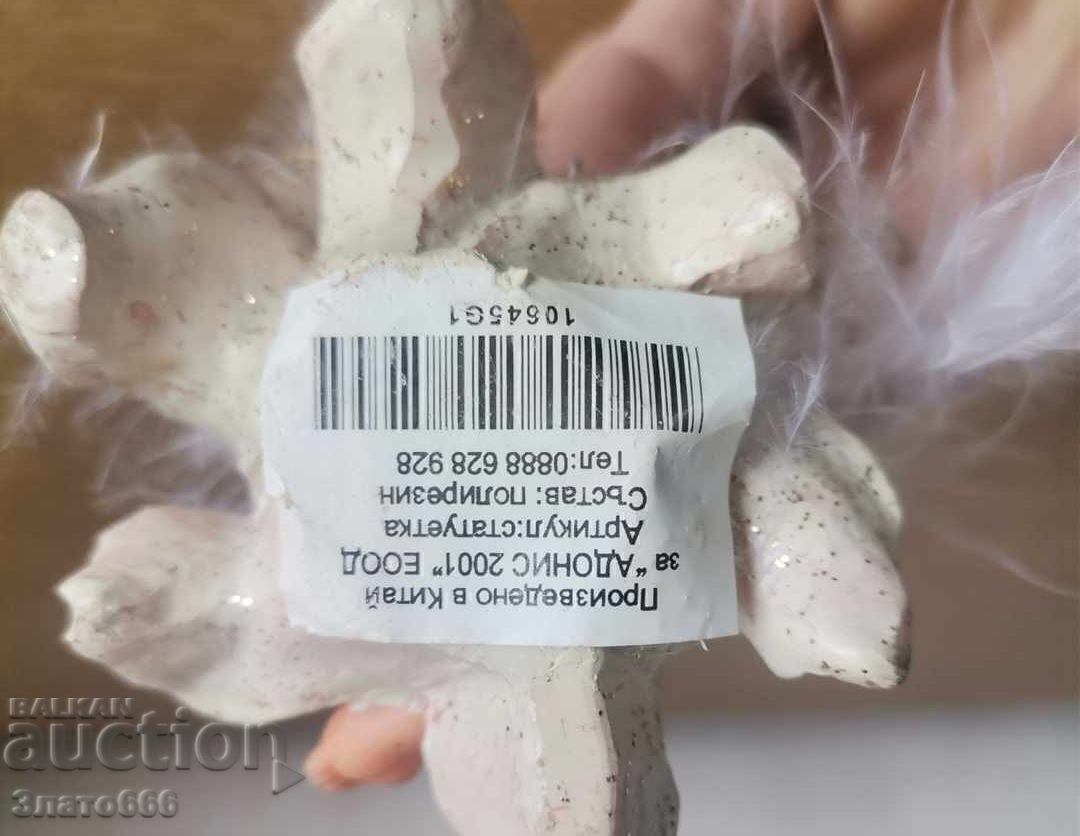 Произведено в Китай
за "АДОНИС 2001" ЕООД
Артикул:статуетка
Състав: полирезин
Тел:0888 628 928
10645G1
BALKAN
auction
Злато666